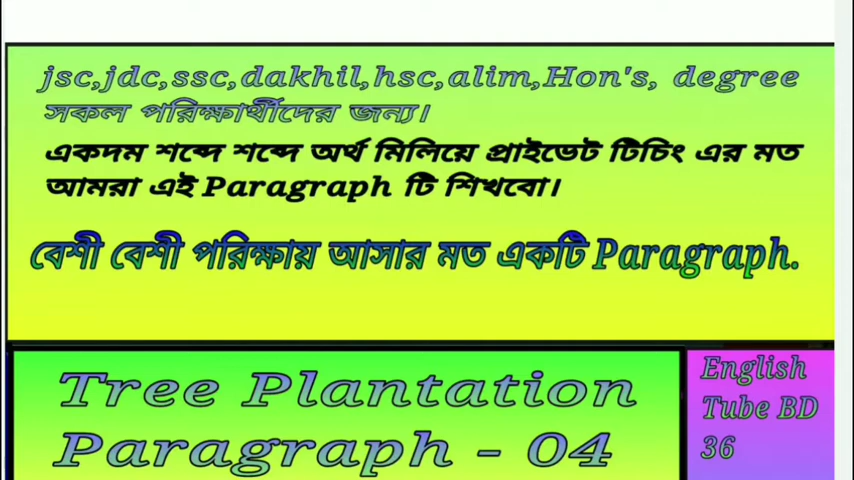 jsc,jdc,ssc,dakhil,hsc,alim,Hon's, degree
সকল পরিক্ষার্থীদের জন্য।
একদম শব্দে শব্দে অর্থ মিলিয়ে প্রাইভেট টিচিং এর মত
আমরা এই Paragraph টি শিখবো।
বেশী বেশী পরিক্ষায় আসার মত একটি Paragraph.
Tree Plantation
Paragraph - 04
English
Tube BD
36